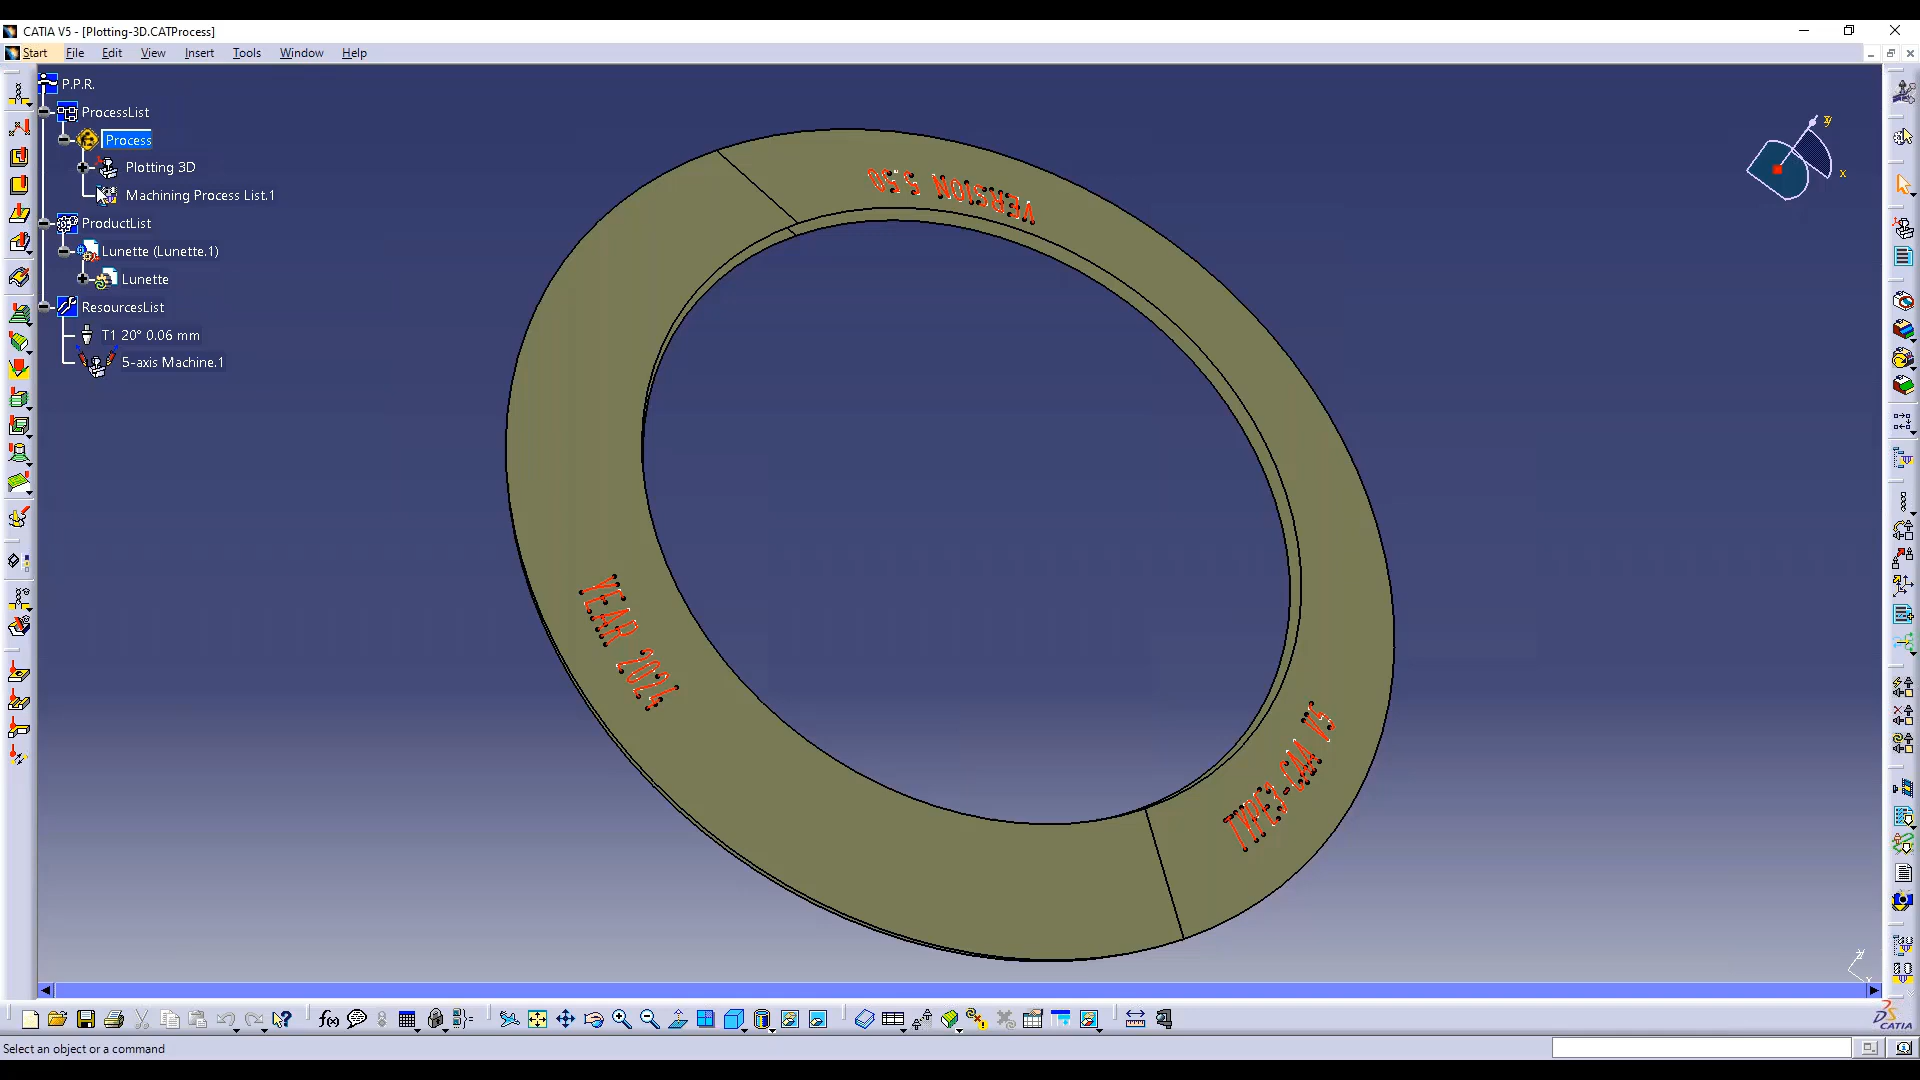 CATIA V5 - [Plotting-3D.CATProcess]
Start File Edit View Insert Tools Window Help
P.P.R.
ProcessList
Process
Plotting 3D
Machining Process List.1
ProductList
Lunette (Lunette.1)
Lunette
ResourcesList
T1 20° 0.06 mm
5-axis Machine.1
VERSION 5.50
YEAR 2024
TYPE3-CAA V5
x
z
x
f(x)
CATIA
Select an object or a command